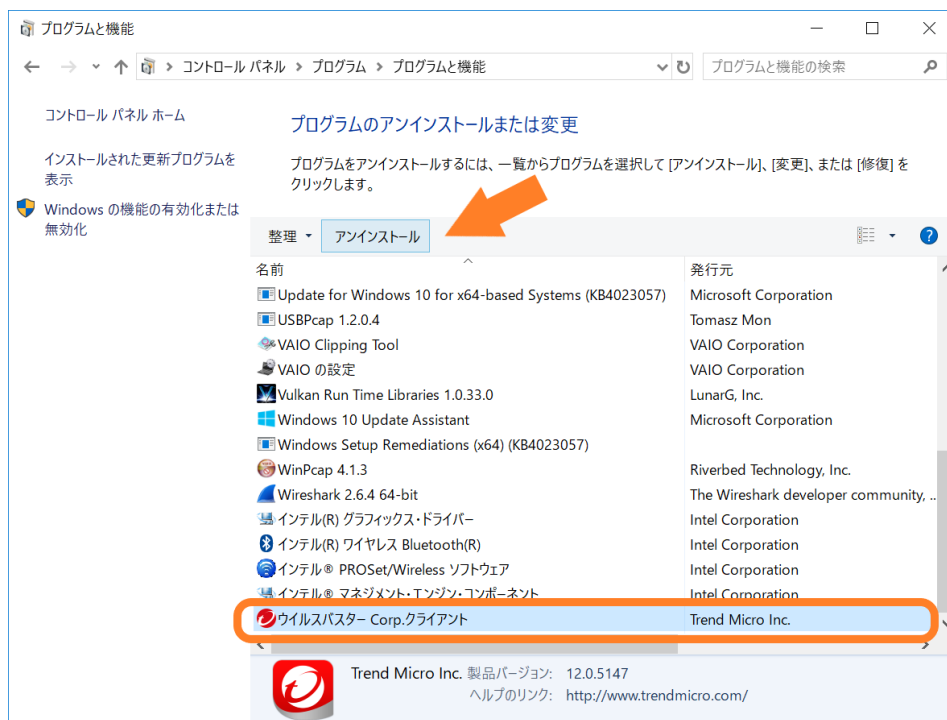 プログラムと機能
コントロール パネル › プログラム › プログラムと機能
プログラムと機能の検索
コントロール パネル ホーム
インストールされた更新プログラムを
表示
Windows の機能の有効化または
無効化
プログラムのアンインストールまたは変更
プログラムをアンインストールするには、一覧からプログラムを選択して [アンインストール]、[変更]、または [修復] を
クリックします。
整理 アンインストール
名前 発行元
Update for Windows 10 for x64-based Systems (KB4023057) Microsoft Corporation
USBPcap 1.2.0.4 Tomasz Mon
VAIO Clipping Tool VAIO Corporation
VAIO の設定 VAIO Corporation
Vulkan Run Time Libraries 1.0.33.0 LunarG, Inc.
Windows 10 Update Assistant Microsoft Corporation
Windows Setup Remediations (x64) (KB4023057)
WinPcap 4.1.3 Riverbed Technology, Inc.
Wireshark 2.6.4 64-bit The Wireshark developer community, ..
インテル(R) グラフィックス・ドライバー Intel Corporation
インテル(R) ワイヤレス Bluetooth(R) Intel Corporation
インテル® PROSet/Wireless ソフトウェア Intel Corporation
インテル® マネジメント・エンジン・コンポーネント Intel Corporation
ウイルスバスター Corp.クライアント Trend Micro Inc.
Trend Micro Inc. 製品バージョン: 12.0.5147
ヘルプのリンク: http://www.trendmicro.com/